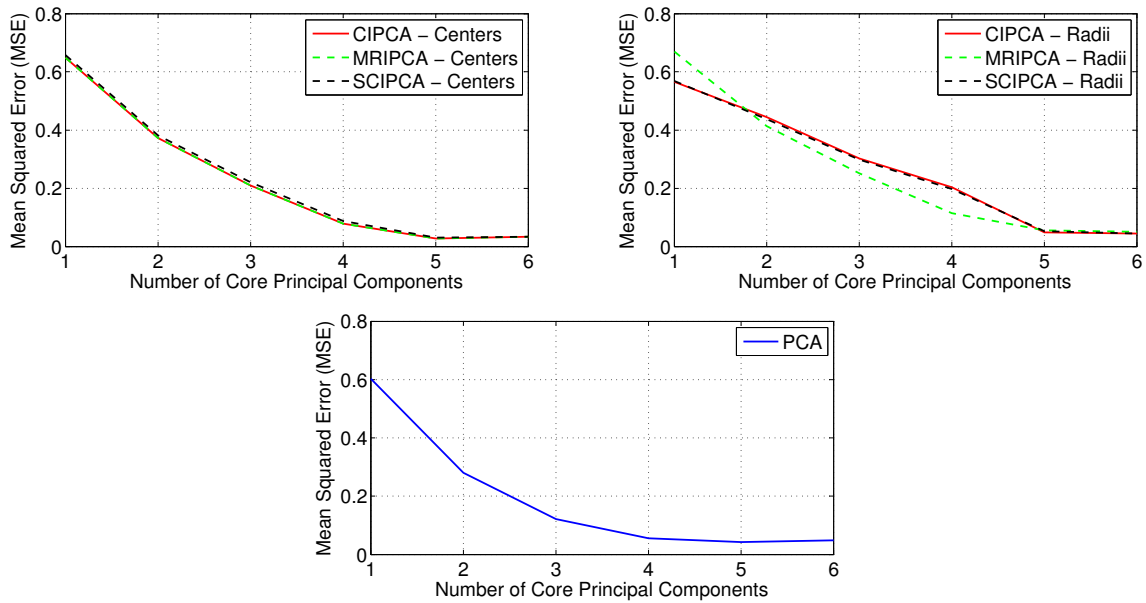 Mean Squared Error (MSE)
0.8
0.6
0.4
0.2
0
1 2 3 4 5 6
Number of Core Principal Components
CIPCA − Centers
MRIPCA − Centers
SCIPCA − Centers
Mean Squared Error (MSE)
0.8
0.6
0.4
0.2
0
1 2 3 4 5 6
Number of Core Principal Components
CIPCA − Radii
MRIPCA − Radii
SCIPCA − Radii
Mean Squared Error (MSE)
0.8
0.6
0.4
0.2
0
1 2 3 4 5 6
Number of Core Principal Components
PCA